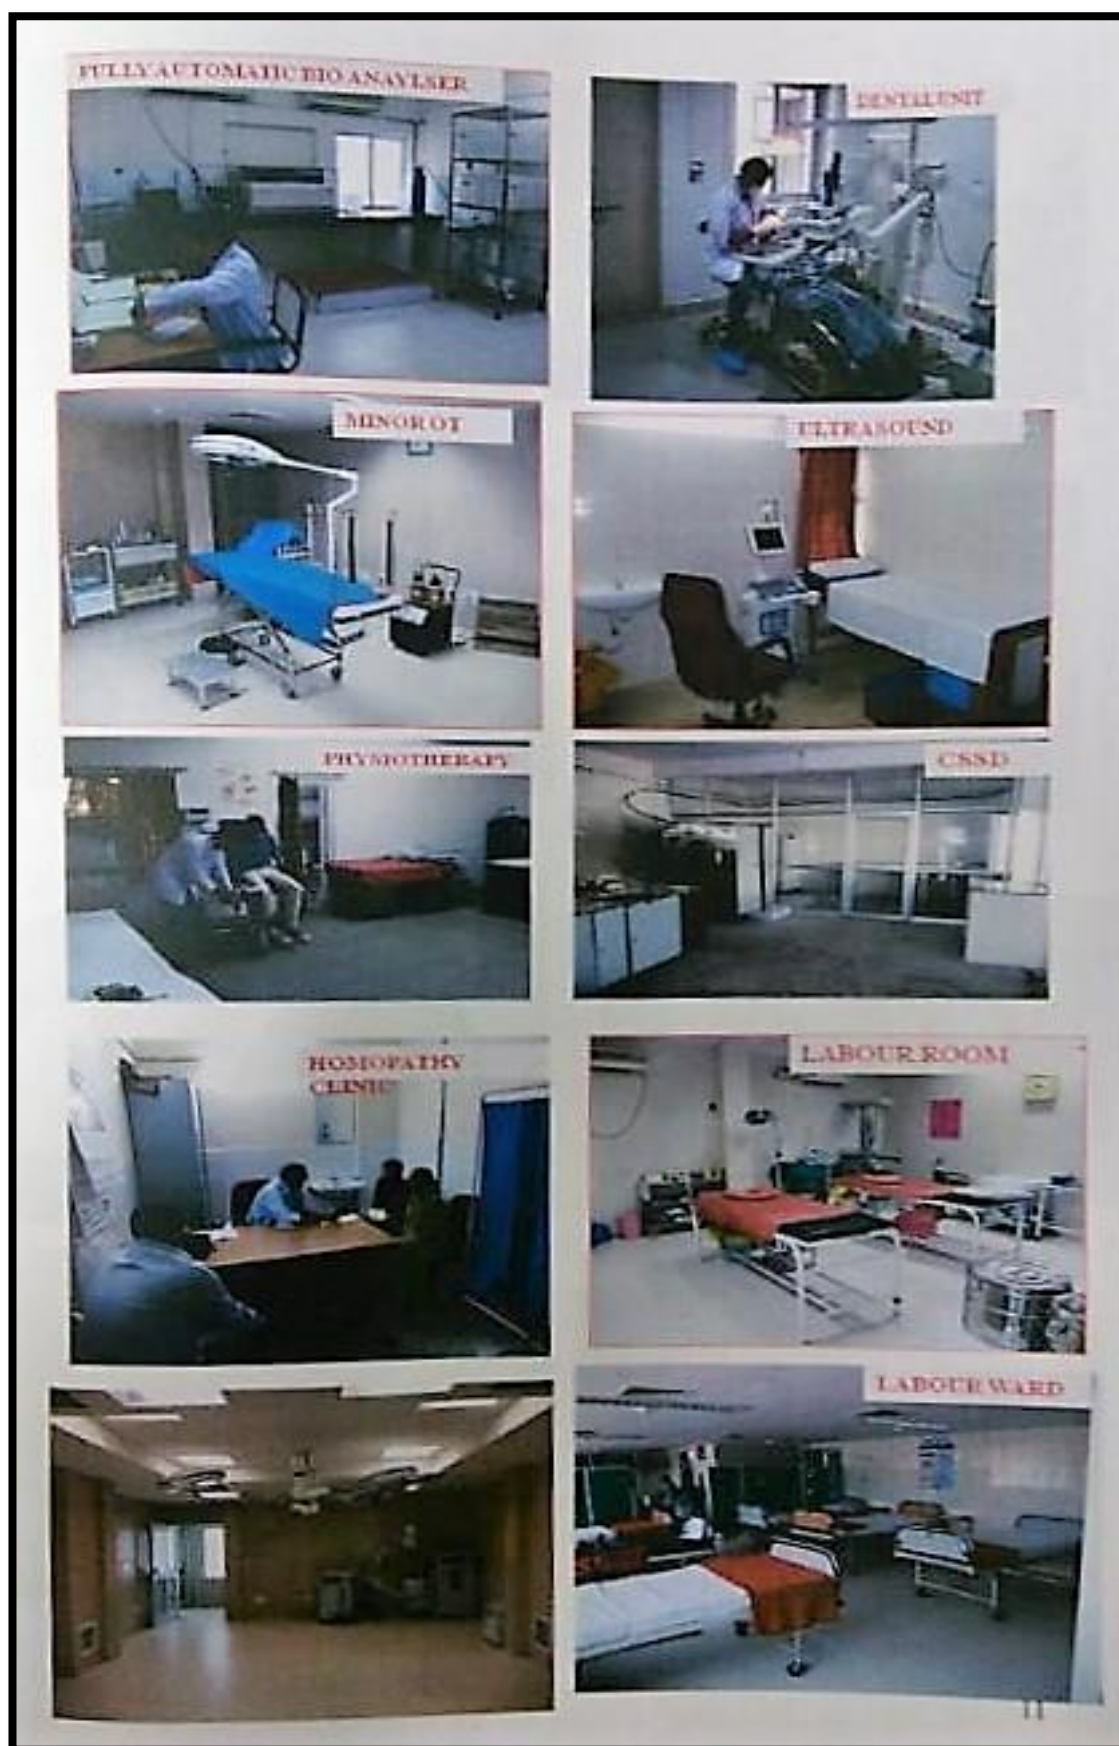 FULLY AUTOMATIC BIO ANAYLSER
DENTAL UNIT
MINOR OT
ULTRASOUND
PHYSIOTHERAPY
CSSD
HOMOPATHY
CLINIC
LABOUR ROOM
LABOUR WARD
11